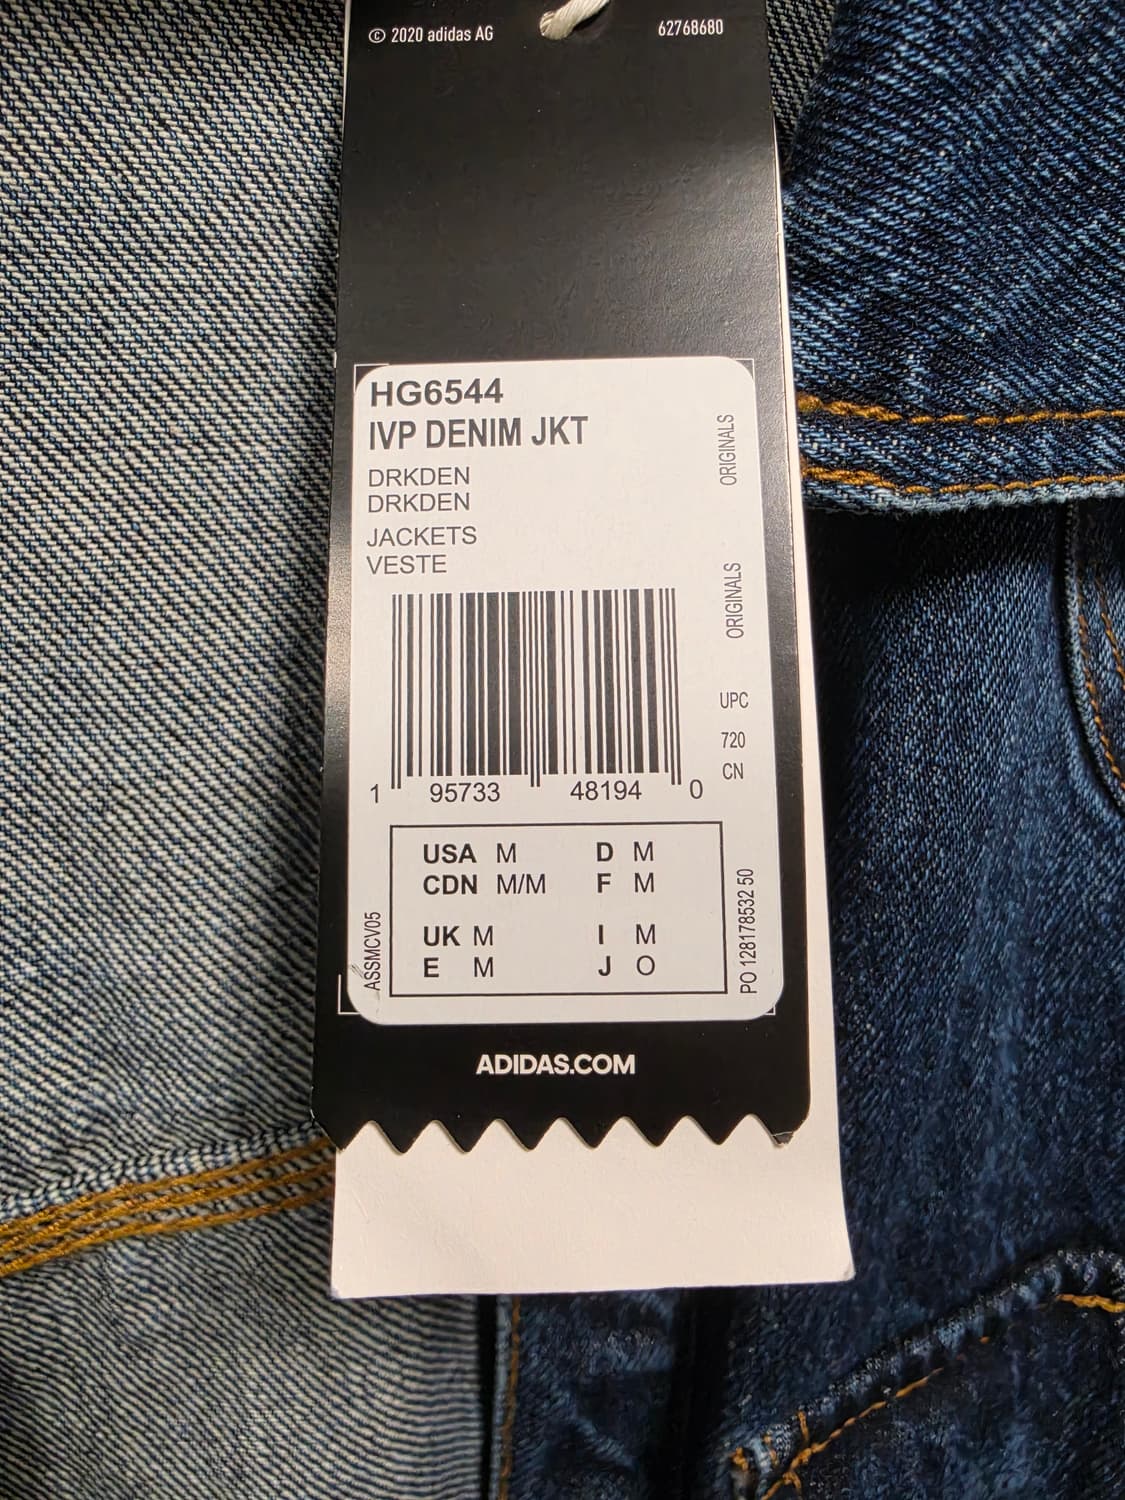 © 2020 adidas AG
62768680
HG6544
IVP DENIM JKT
DRKDEN
DRKDEN
JACKETS
VESTE
ORIGINALS
ORIGINALS
UPC
720
CN
1 95733 48194 0
USA M D M
CDN M/M F M
UK M I M
E M J O
ASSMCV05
PO 128178532 50
ADIDAS.COM